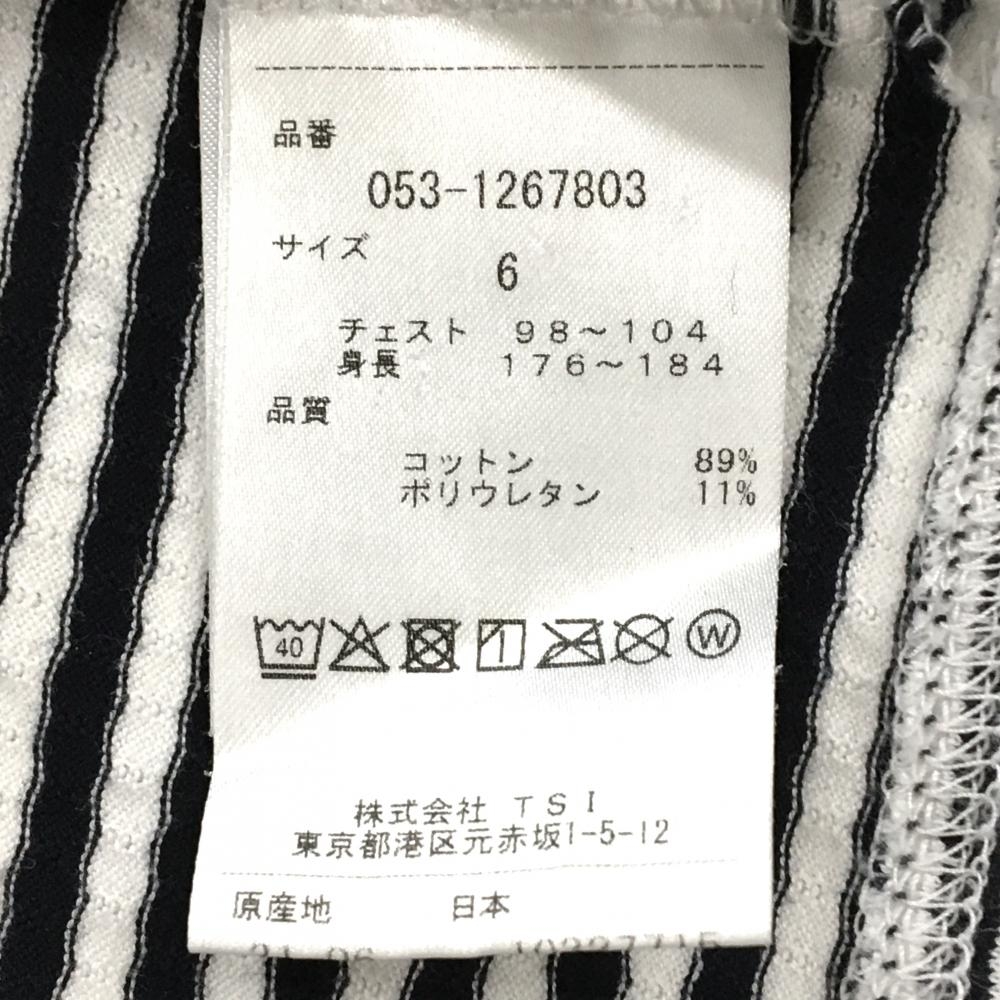 品番
053-1267803
サイズ
6
チェスト 98～104
身長 176～184
品質
コットン 89%
ポリウレタン 11%
40 1 W
株式会社 TSI
東京都港区元赤坂1-5-12
原産地 日本